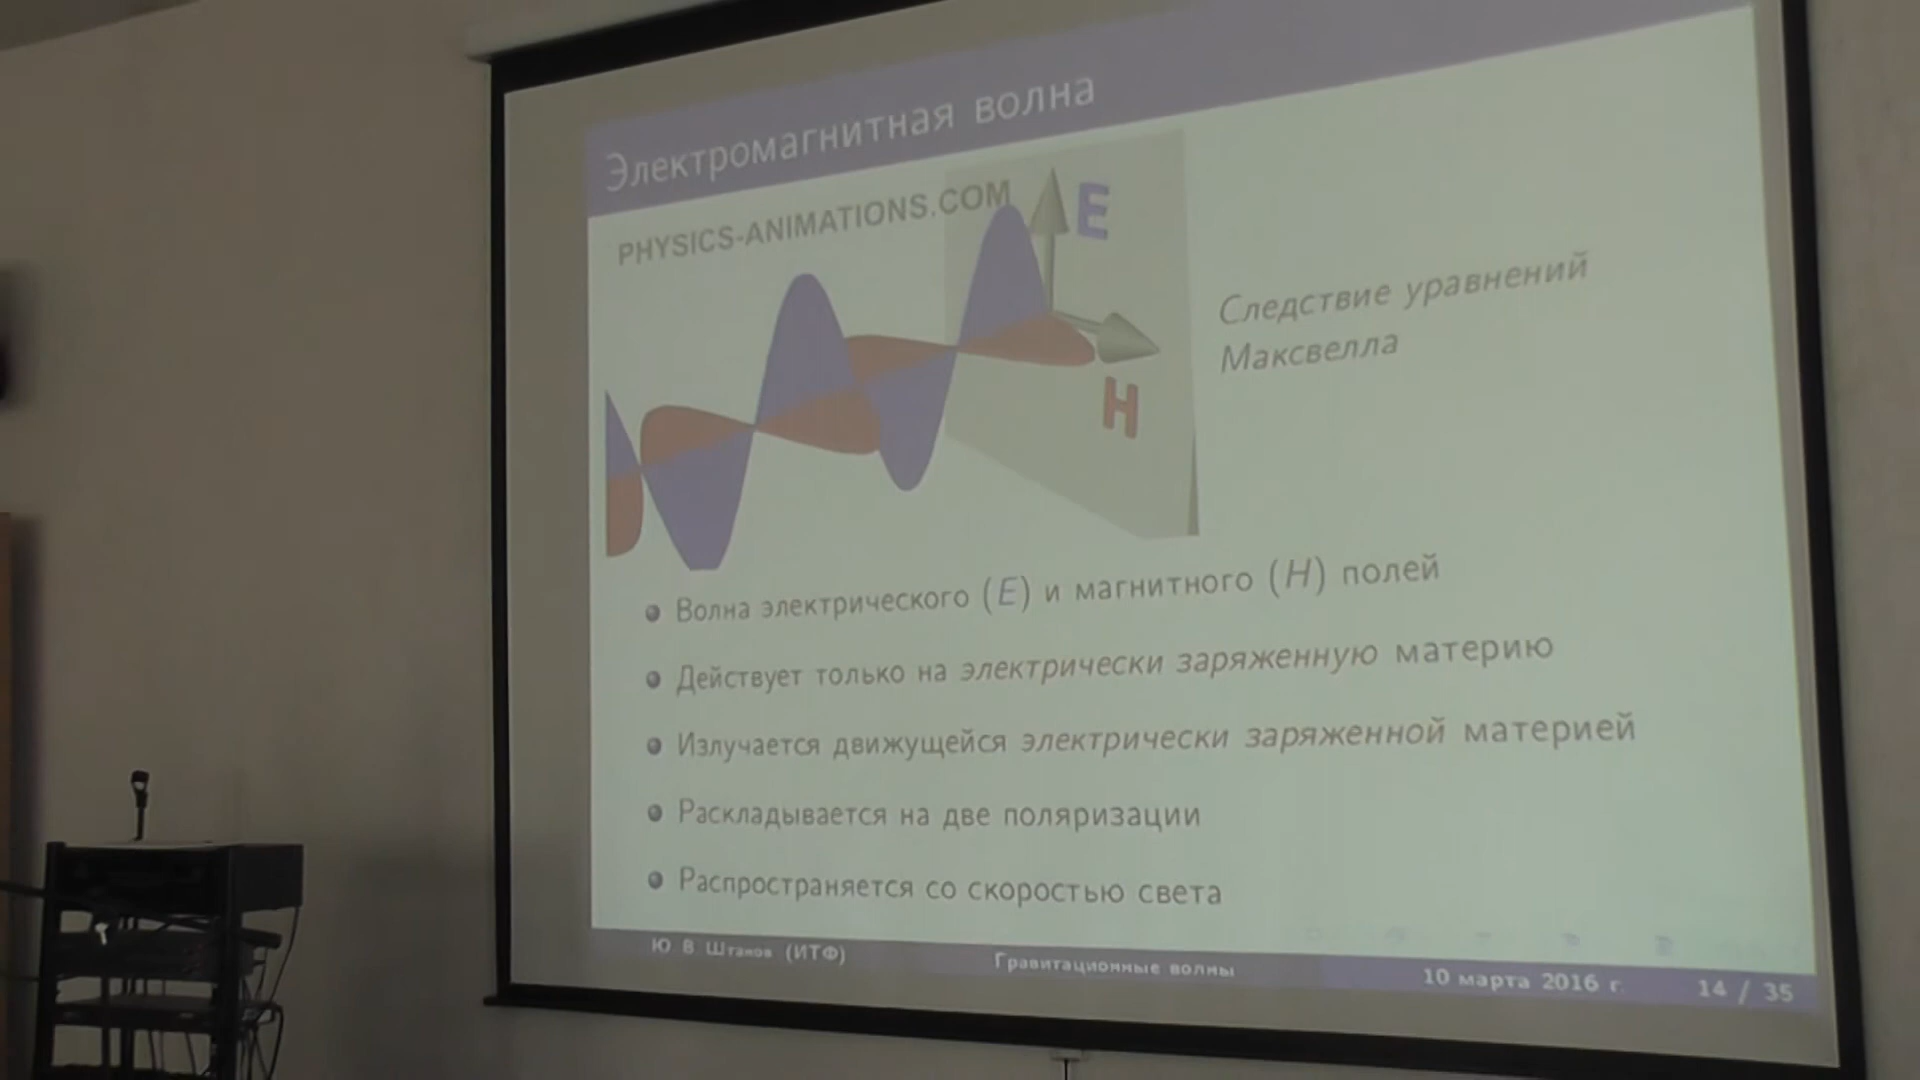 Электромагнитная волна
PHYSICS-ANIMATIONS.COM
E
H
Следствие уравнений
Максвелла
Волна электрического (E) и магнитного (H) полей
Действует только на электрически заряженную материю
Излучается движущейся электрически заряженной материей
Раскладывается на две поляризации
Распространяется со скоростью света
Ю В Штанов (ИТФ)
Гравитационные волны
10 марта 2016 г.
14 / 35